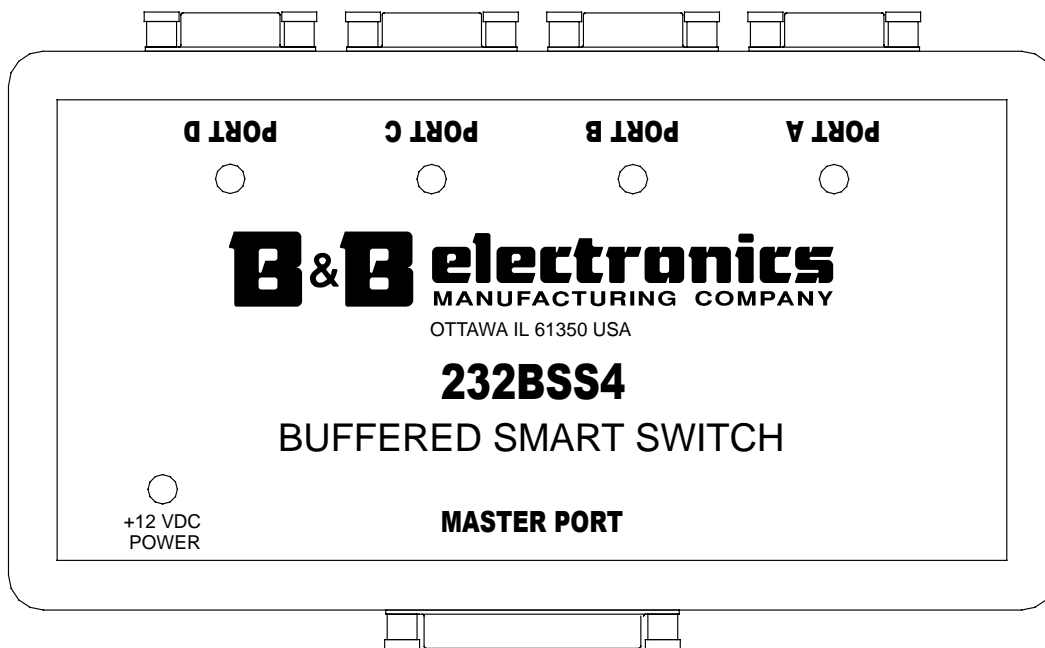 PORT D PORT C PORT B PORT A
B&B electronics
MANUFACTURING COMPANY
OTTAWA IL 61350 USA
232BSS4
BUFFERED SMART SWITCH
+12 VDC
POWER
MASTER PORT